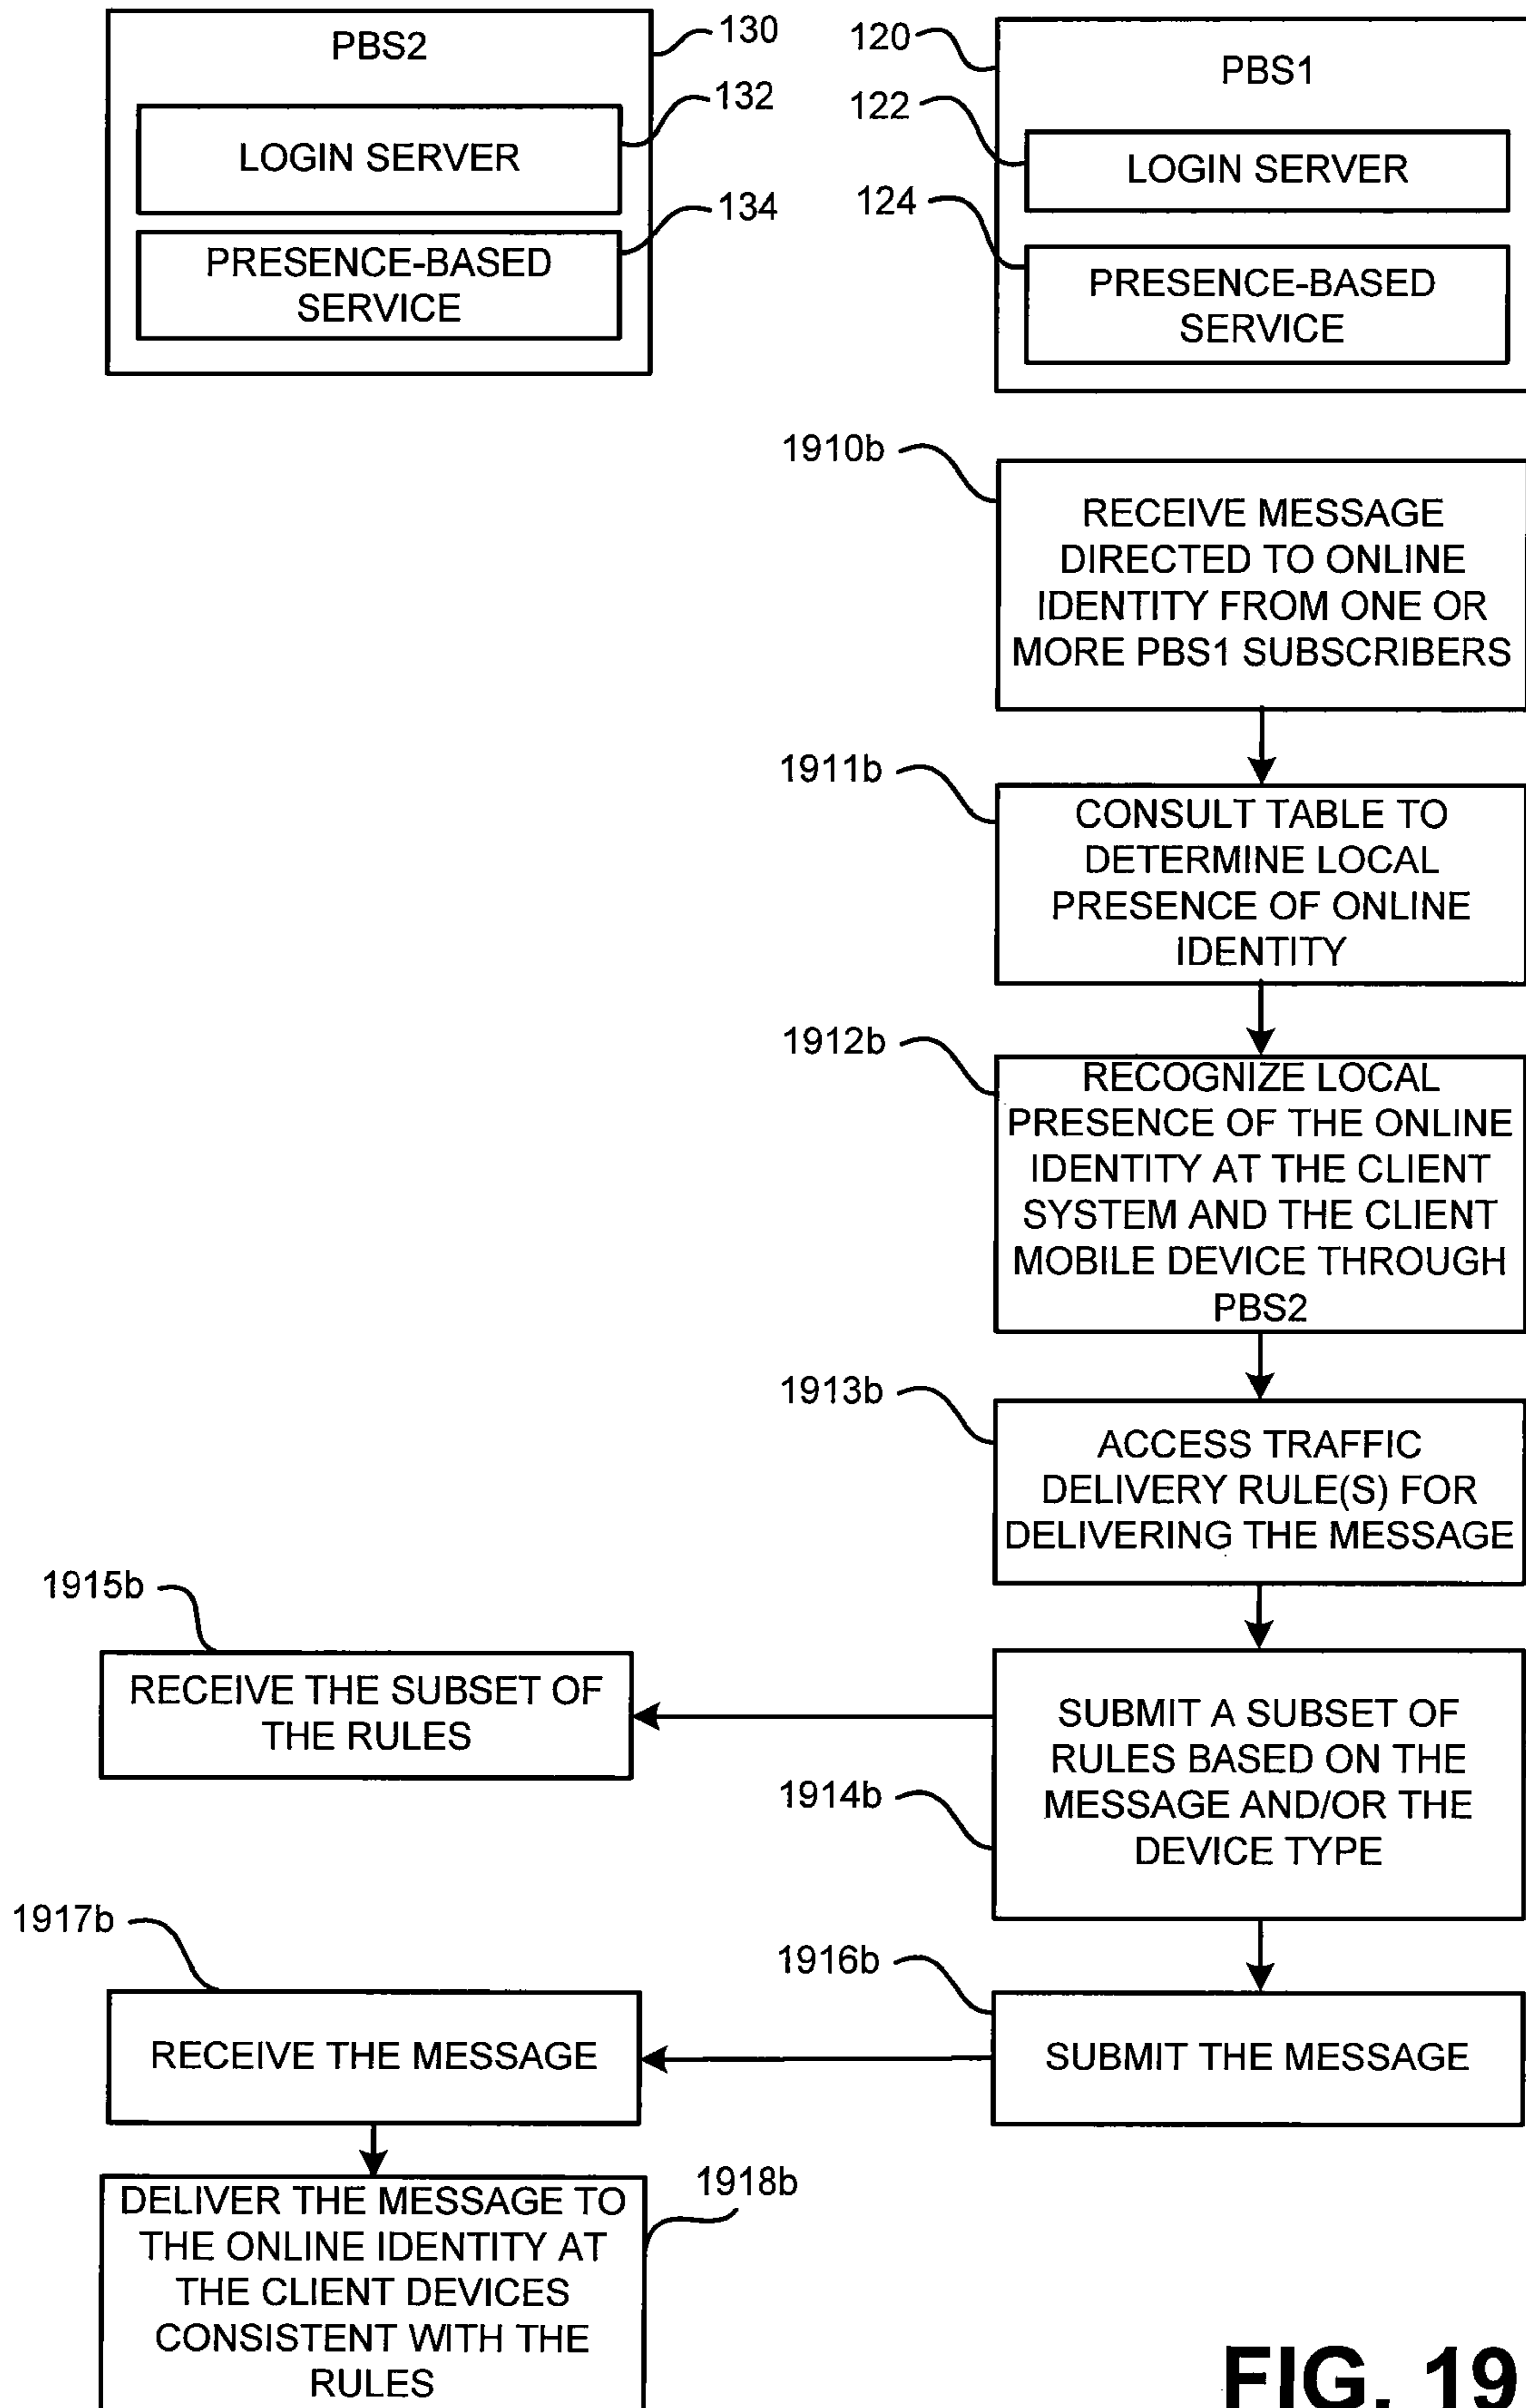 PBS2
130
132
LOGIN SERVER
134
PRESENCE-BASED
SERVICE
120
PBS1
122
LOGIN SERVER
124
PRESENCE-BASED
SERVICE
1910b
RECEIVE MESSAGE
DIRECTED TO ONLINE
IDENTITY FROM ONE OR
MORE PBS1 SUBSCRIBERS
1911b
CONSULT TABLE TO
DETERMINE LOCAL
PRESENCE OF ONLINE
IDENTITY
1912b
RECOGNIZE LOCAL
PRESENCE OF THE ONLINE
IDENTITY AT THE CLIENT
SYSTEM AND THE CLIENT
MOBILE DEVICE THROUGH
PBS2
1913b
ACCESS TRAFFIC
DELIVERY RULE(S) FOR
DELIVERING THE MESSAGE
1915b
RECEIVE THE SUBSET OF
THE RULES
1914b
SUBMIT A SUBSET OF
RULES BASED ON THE
MESSAGE AND/OR THE
DEVICE TYPE
1917b
RECEIVE THE MESSAGE
1916b
SUBMIT THE MESSAGE
1918b
DELIVER THE MESSAGE TO
THE ONLINE IDENTITY AT
THE CLIENT DEVICES
CONSISTENT WITH THE
RULES
FIG. 19